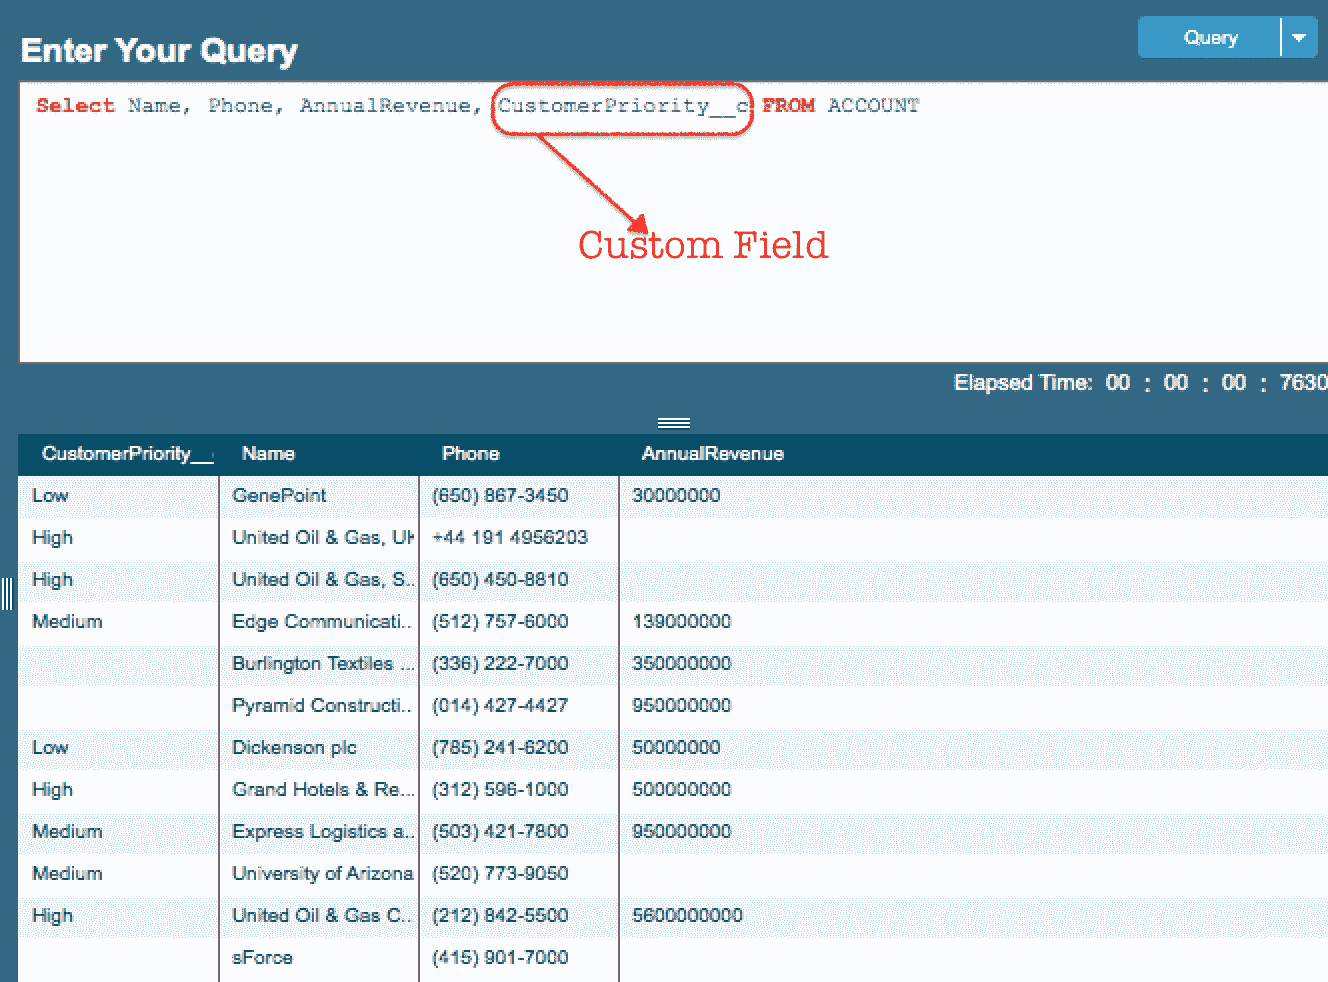 Query
Enter Your Query
Select Name, Phone, AnnualRevenue, CustomerPriority__c FROM ACCOUNT
Custom Field
Elapsed Time: 00 : 00 : 00 : 7630
CustomerPriority__ Name Phone AnnualRevenue
Low GenePoint (650) 867-3450 30000000
High United Oil & Gas, UK +44 191 4956203
High United Oil & Gas, S... (650) 450-8810
Medium Edge Communicati... (512) 757-6000 139000000
Burlington Textiles ... (336) 222-7000 350000000
Pyramid Constructi... (014) 427-4427 950000000
Low Dickenson plc (785) 241-6200 50000000
High Grand Hotels & Re... (312) 596-1000 500000000
Medium Express Logistics a... (503) 421-7800 950000000
Medium University of Arizona (520) 773-9050
High United Oil & Gas C... (212) 842-5500 5600000000
sForce (415) 901-7000